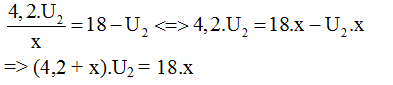 4,2.U₂/x = 18 – U₂ <=> 4,2.U₂ = 18.x – U₂.x
=> (4,2 + x).U₂ = 18.x